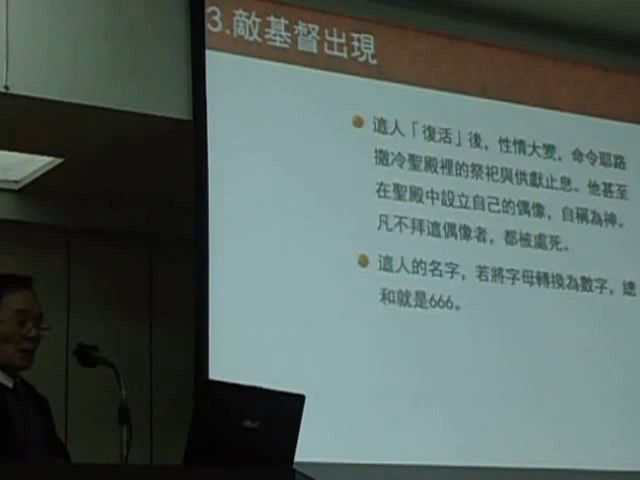 3.敵基督出現
這人「復活」後，性情大變，命令耶路
撒冷聖殿裡的祭祀與供獻止息。他甚至
在聖殿中設立自己的偶像，自稱為神。
凡不拜這偶像者，都被處死。
這人的名字，若將字母轉換為數字，總
和就是666。